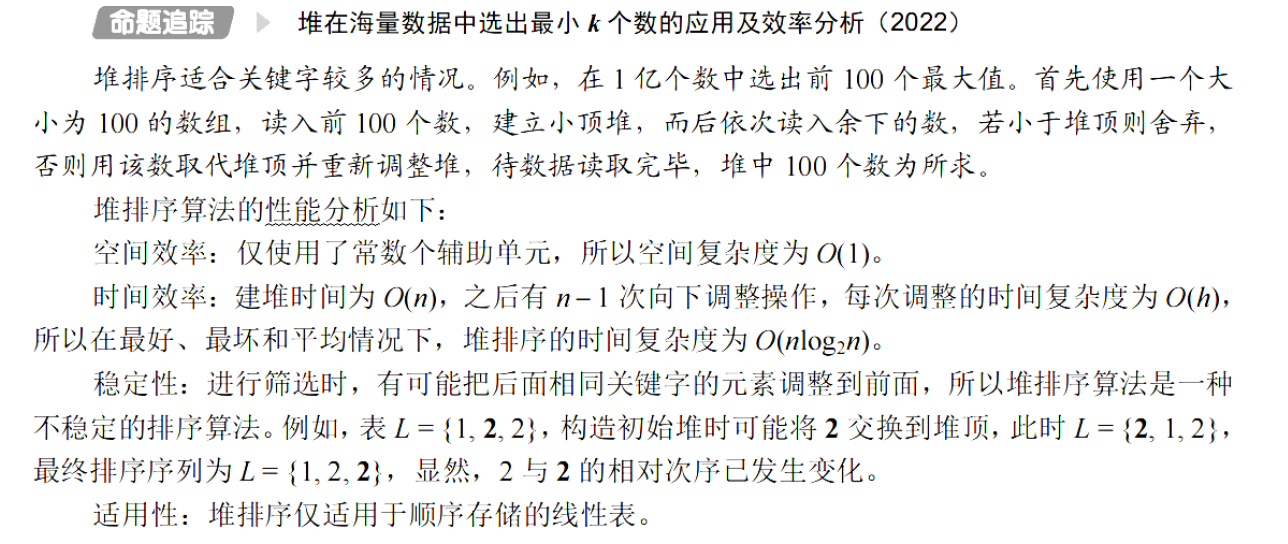 命题追踪 ▶ 堆在海量数据中选出最小 k 个数的应用及效率分析（2022）
堆排序适合关键字较多的情况。例如，在 1 亿个数中选出前 100 个最大值。首先使用一个大
小为 100 的数组，读入前 100 个数，建立小顶堆，而后依次读入余下的数，若小于堆顶则舍弃，
否则用该数取代堆顶并重新调整堆，待数据读取完毕，堆中 100 个数为所求。
堆排序算法的性能分析如下：
空间效率：仅使用了常数个辅助单元，所以空间复杂度为 O(1)。
时间效率：建堆时间为 O(n)，之后有 n－1 次向下调整操作，每次调整的时间复杂度为 O(h)，
所以在最好、最坏和平均情况下，堆排序的时间复杂度为 O(nlog₂n)。
稳定性：进行筛选时，有可能把后面相同关键字的元素调整到前面，所以堆排序算法是一种
不稳定的排序算法。例如，表 L = {1, 2, 2}，构造初始堆时可能将 2 交换到堆顶，此时 L = {2, 1, 2}，
最终排序序列为 L = {1, 2, 2}，显然，2 与 2 的相对次序已发生变化。
适用性：堆排序仅适用于顺序存储的线性表。